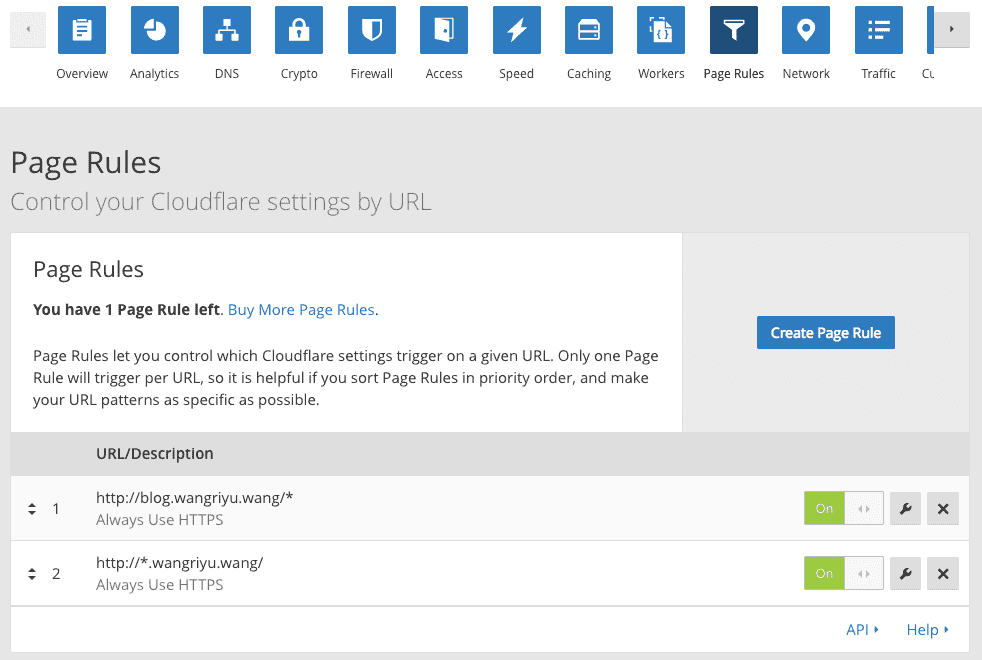 Overview Analytics DNS Crypto Firewall Access Speed Caching Workers Page Rules Network Traffic
Page Rules
Control your Cloudflare settings by URL
Page Rules
You have 1 Page Rule left. Buy More Page Rules.
Create Page Rule
Page Rules let you control which Cloudflare settings trigger on a given URL. Only one Page
Rule will trigger per URL, so it is helpful if you sort Page Rules in priority order, and make
your URL patterns as specific as possible.
URL/Description
1 http://blog.wangriyu.wang/* On
Always Use HTTPS
2 http://*.wangriyu.wang/ On
Always Use HTTPS
API Help